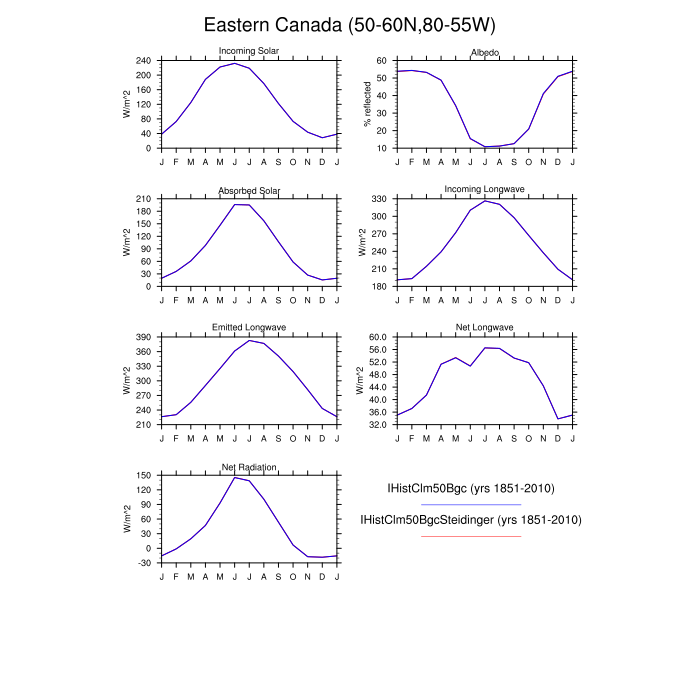 Eastern Canada (50-60N,80-55W)
Incoming Solar
W/m^2
240
200
160
120
80
40
0
J F M A M J J A S O N D J
Albedo
% reflected
60
50
40
30
20
10
J F M A M J J A S O N D J
Absorbed Solar
W/m^2
210
180
150
120
90
60
30
0
J F M A M J J A S O N D J
Incoming Longwave
W/m^2
330
300
270
240
210
180
J F M A M J J A S O N D J
Emitted Longwave
W/m^2
390
360
330
300
270
240
210
J F M A M J J A S O N D J
Net Longwave
W/m^2
60.0
56.0
52.0
48.0
44.0
40.0
36.0
32.0
J F M A M J J A S O N D J
Net Radiation
W/m^2
150
120
90
60
30
0
-30
J F M A M J J A S O N D J
IHistClm50Bgc (yrs 1851-2010)
IHistClm50BgcSteidinger (yrs 1851-2010)